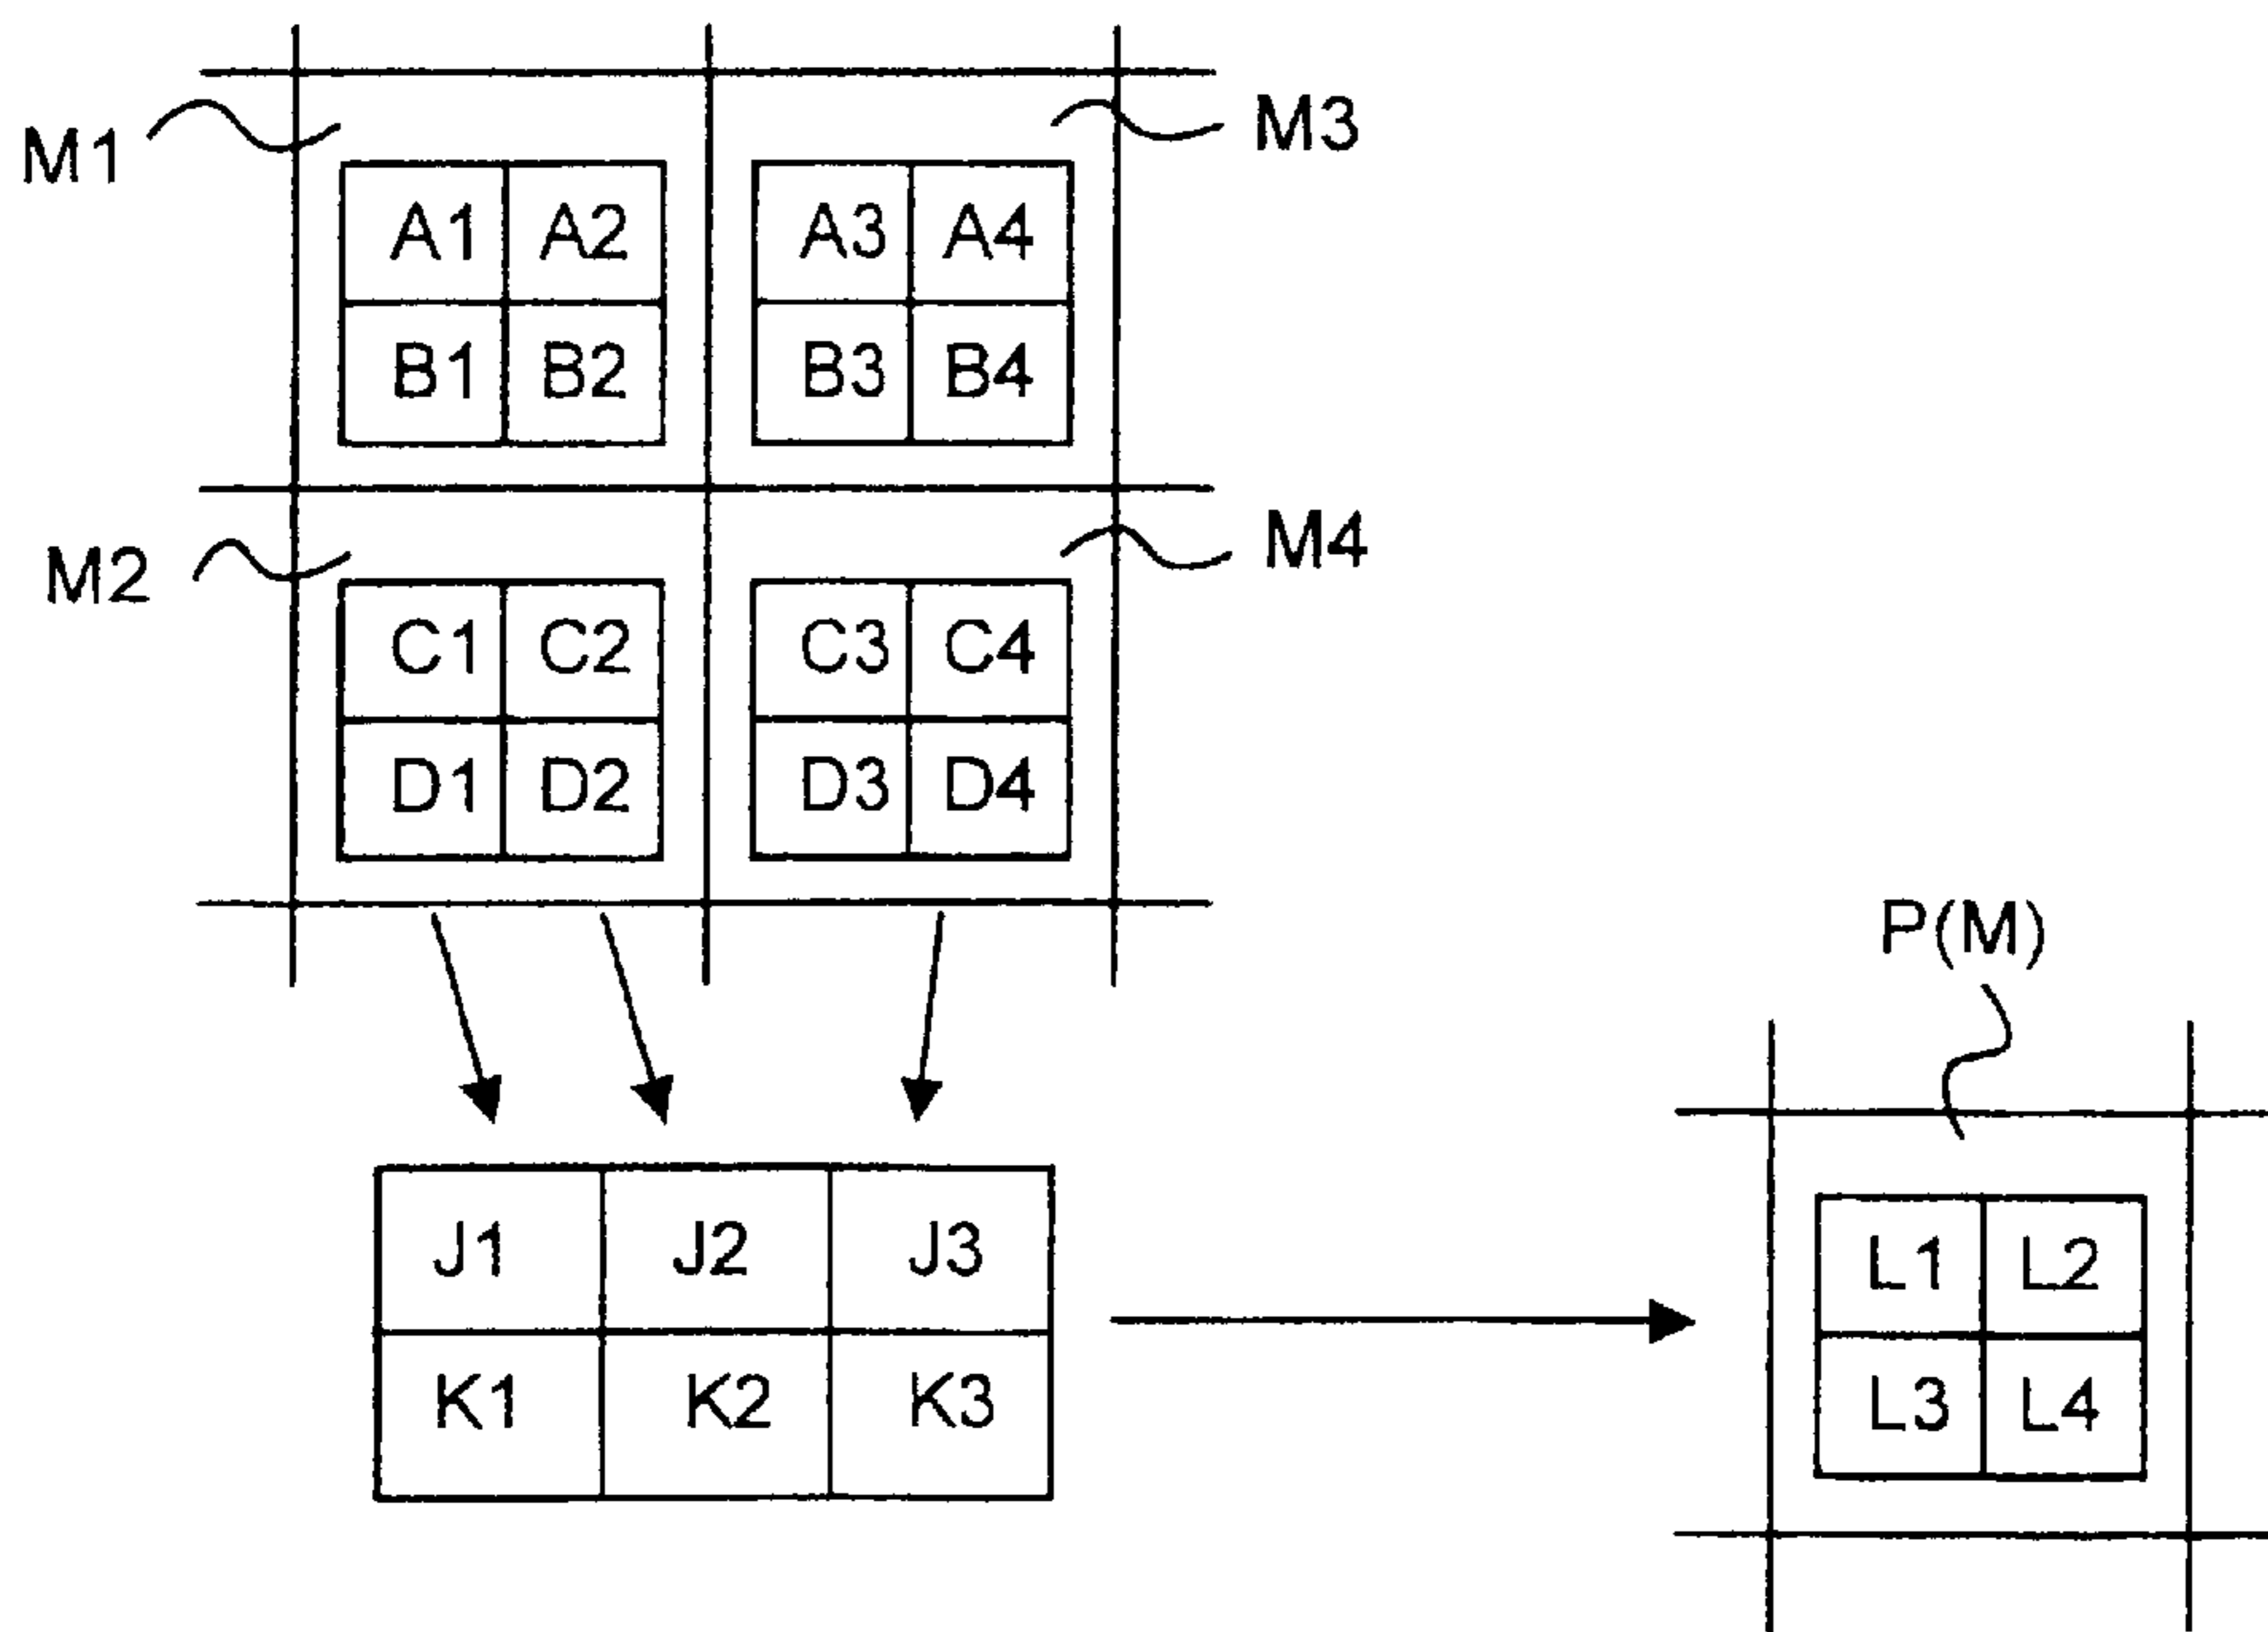 M1
M3
A1 A2 A3 A4
B1 B2 B3 B4
M2
M4
C1 C2 C3 C4
D1 D2 D3 D4
P(M)
J1 J2 J3
K1 K2 K3
L1 L2
L3 L4